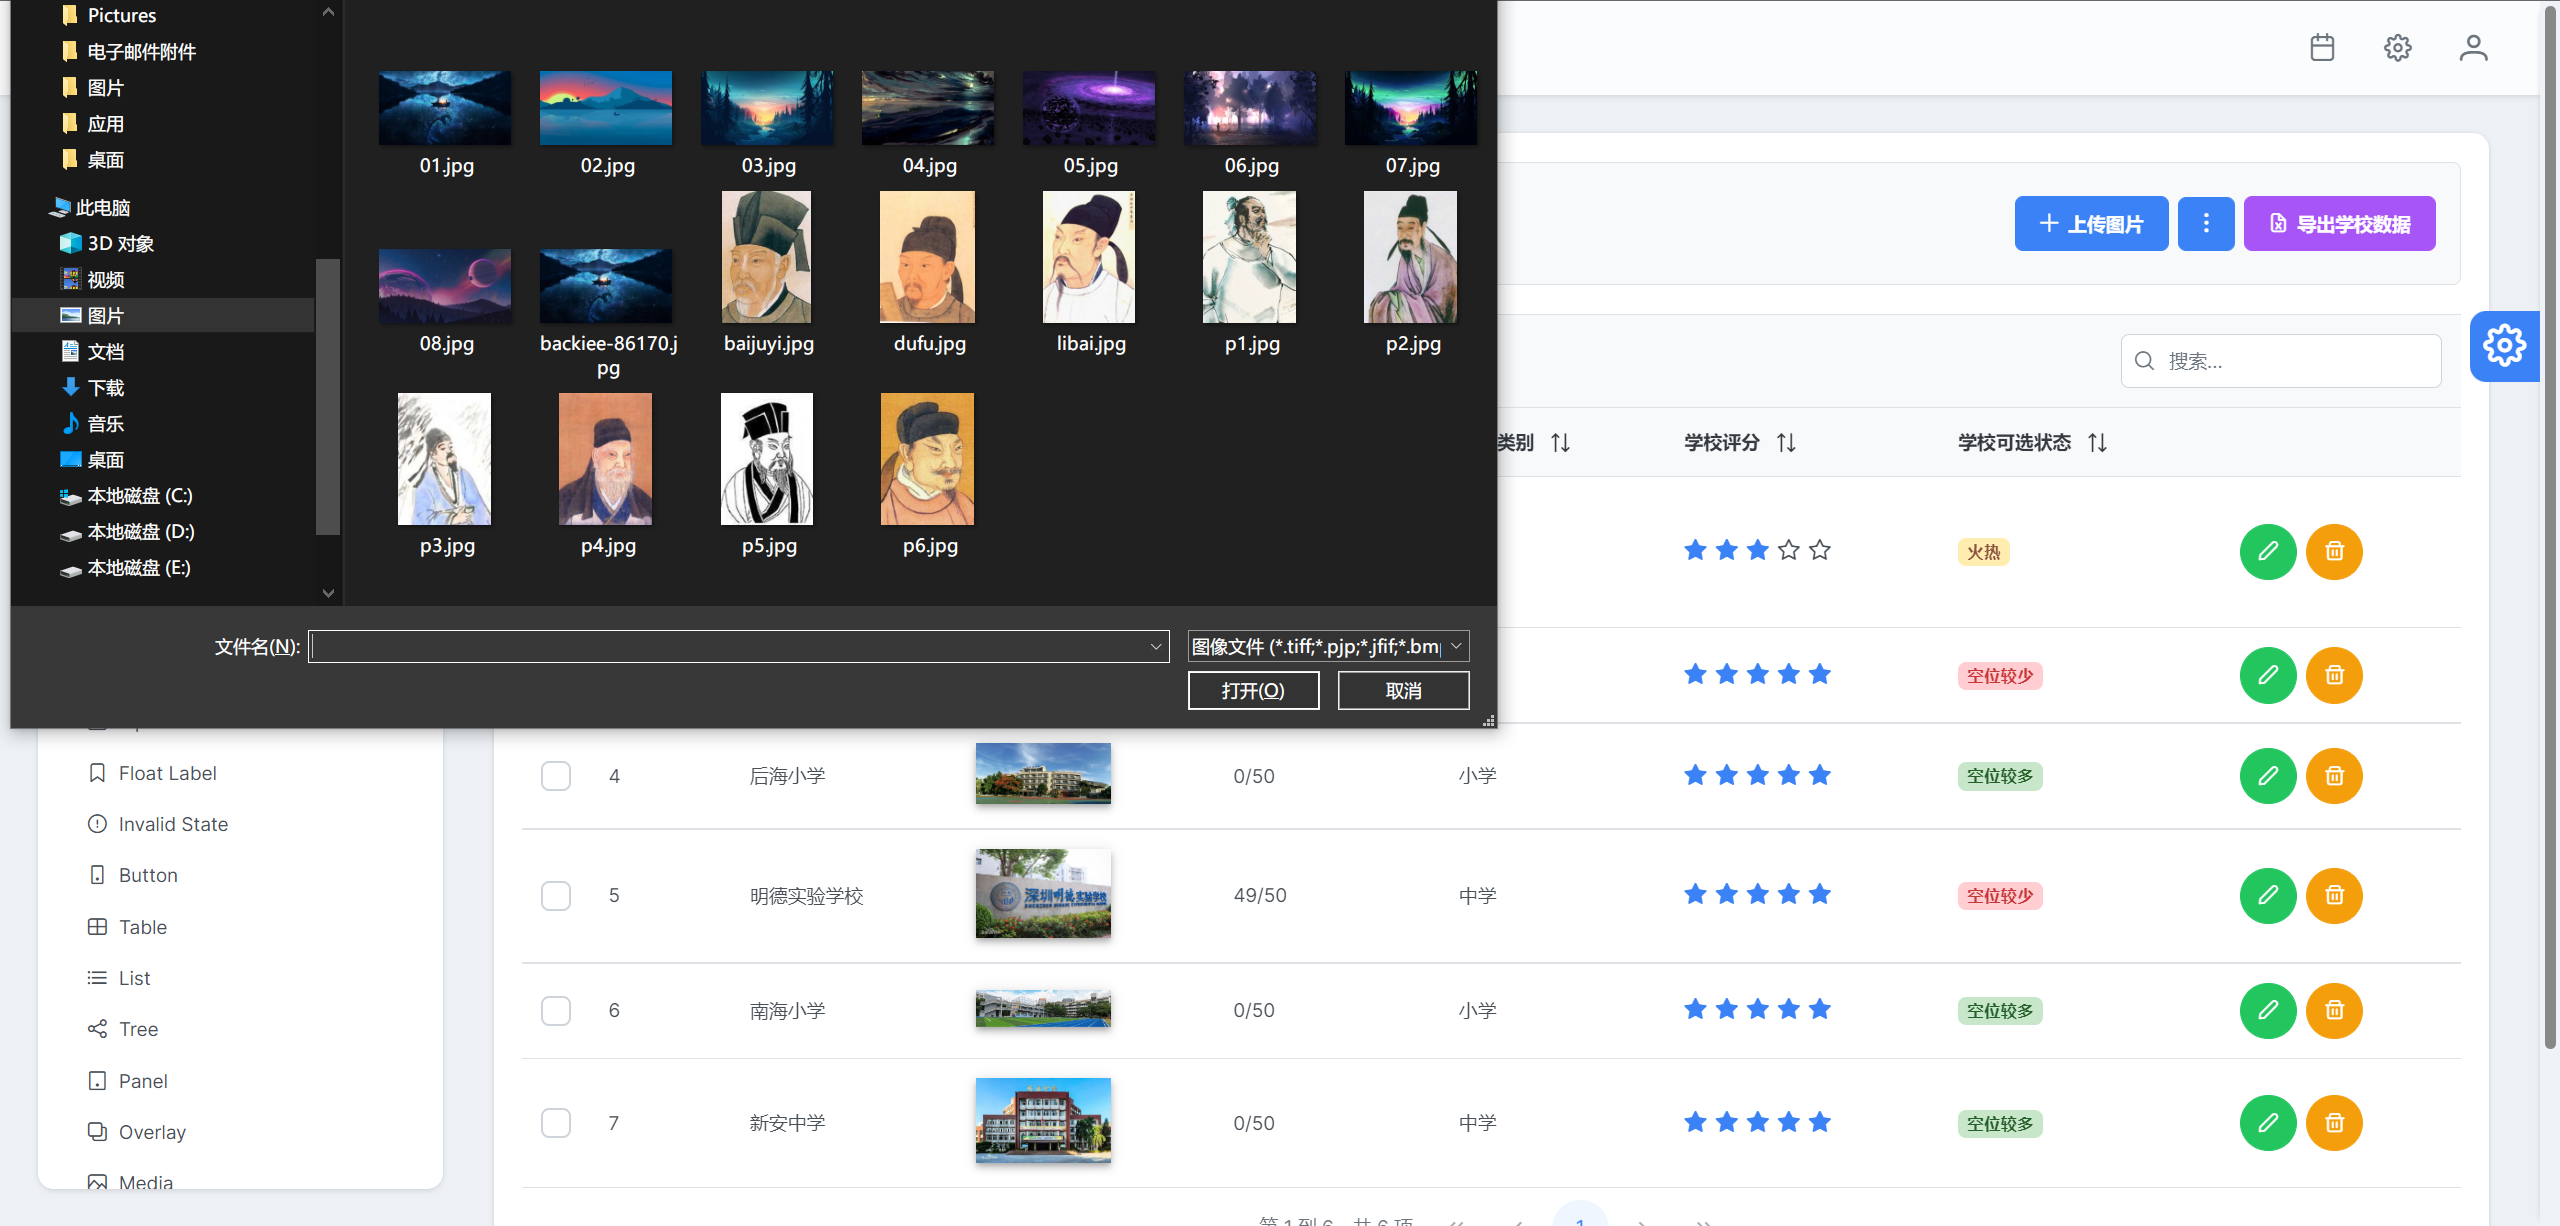 Pictures
电子邮件附件
图片
应用
桌面
此电脑
3D 对象
视频
图片
文档
下载
音乐
桌面
本地磁盘 (C:)
本地磁盘 (D:)
本地磁盘 (E:)
01.jpg
02.jpg
03.jpg
04.jpg
05.jpg
06.jpg
07.jpg
08.jpg
backiee-86170.j
pg
baijuyi.jpg
dufu.jpg
libai.jpg
p1.jpg
p2.jpg
p3.jpg
p4.jpg
p5.jpg
p6.jpg
文件名(N):
图像文件 (*.tiff;*.pjp;*.jfif;*.bm
打开(O)
取消
上传图片
导出学校数据
搜索...
类别
学校评分
学校可选状态
火热
空位较少
4 后海小学 0/50 小学 空位较多
5 明德实验学校 深圳明德实验学校 49/50 中学 空位较少
6 南海小学 0/50 小学 空位较多
7 新安中学 0/50 中学 空位较多
Float Label
Invalid State
Button
Table
List
Tree
Panel
Overlay
Media
第 1 到 6，共 6 项 1